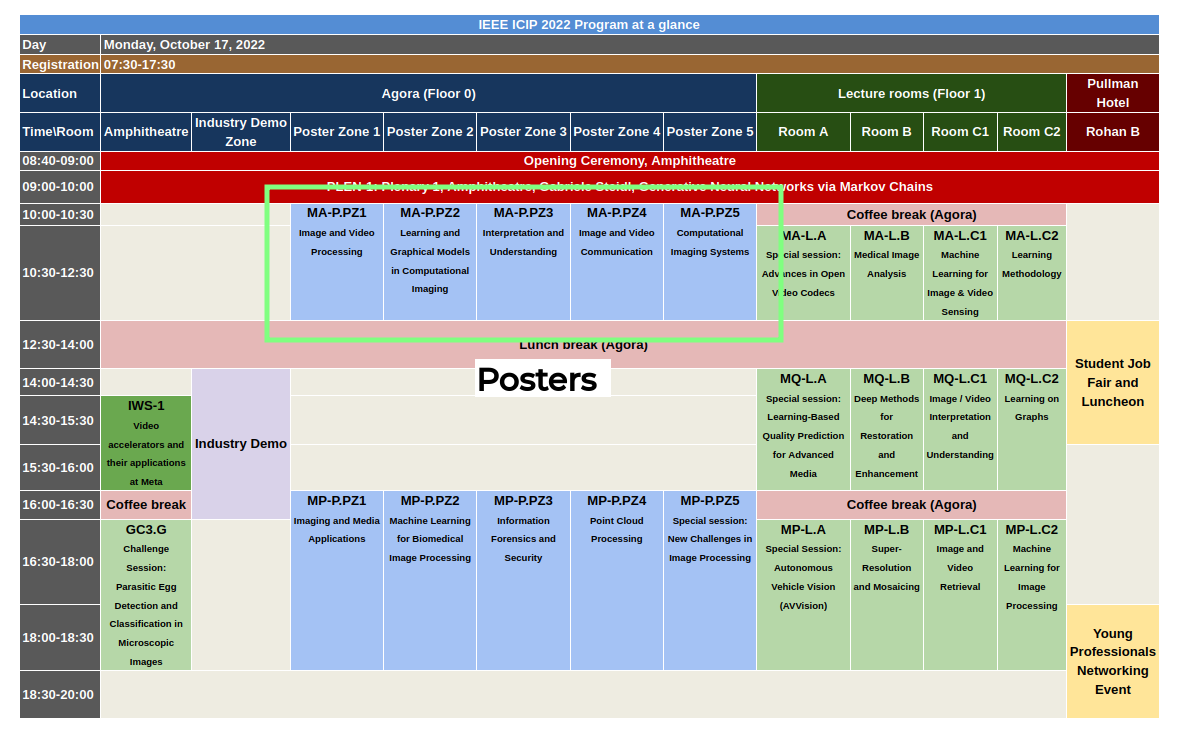 IEEE ICIP 2022 Program at a glance
Day Monday, October 17, 2022
Registration 07:30-17:30
Location Agora (Floor 0) Lecture rooms (Floor 1) Pullman Hotel
Time\Room Amphitheatre Industry Demo Zone Poster Zone 1 Poster Zone 2 Poster Zone 3 Poster Zone 4 Poster Zone 5 Room A Room B Room C1 Room C2 Rohan B
08:40-09:00 Opening Ceremony, Amphitheatre
09:00-10:00 PLEN-1: Plenary 1, Amphitheatre, Gabriele Steidl, Generative Neural Networks via Markov Chains
10:00-10:30
Coffee break (Agora)
10:30-12:30
MA-P.PZ1
Image and Video
Processing
MA-P.PZ2
Learning and
Graphical Models
in Computational
Imaging
MA-P.PZ3
Interpretation and
Understanding
MA-P.PZ4
Image and Video
Communication
MA-P.PZ5
Computational
Imaging Systems
MA-L.A
Special session:
Advances in Open
Video Codecs
MA-L.B
Medical Image
Analysis
MA-L.C1
Machine
Learning for
Image & Video
Sensing
MA-L.C2
Learning
Methodology
12:30-14:00 Lunch break (Agora)
Student Job
Fair and
Luncheon
Posters
14:00-14:30
14:30-15:30
15:30-16:00
IWS-1
Video
accelerators and
their applications
at Meta
Industry Demo
MQ-L.A
Special session:
Learning-Based
Quality Prediction
for Advanced
Media
MQ-L.B
Deep Methods
for
Restoration
and
Enhancement
MQ-L.C1
Image / Video
Interpretation
and
Understanding
MQ-L.C2
Learning on
Graphs
16:00-16:30 Coffee break
Coffee break (Agora)
16:30-18:00
18:00-18:30
GC3.G
Challenge
Session:
Parasitic Egg
Detection and
Classification in
Microscopic
Images
MP-P.PZ1
Imaging and Media
Applications
MP-P.PZ2
Machine Learning
for Biomedical
Image Processing
MP-P.PZ3
Information
Forensics and
Security
MP-P.PZ4
Point Cloud
Processing
MP-P.PZ5
Special session:
New Challenges in
Image Processing
MP-L.A
Special Session:
Autonomous
Vehicle Vision
(AVVision)
MP-L.B
Super-
Resolution
and Mosaicing
MP-L.C1
Image and
Video
Retrieval
MP-L.C2
Machine
Learning for
Image
Processing
Young
Professionals
Networking
Event
18:30-20:00